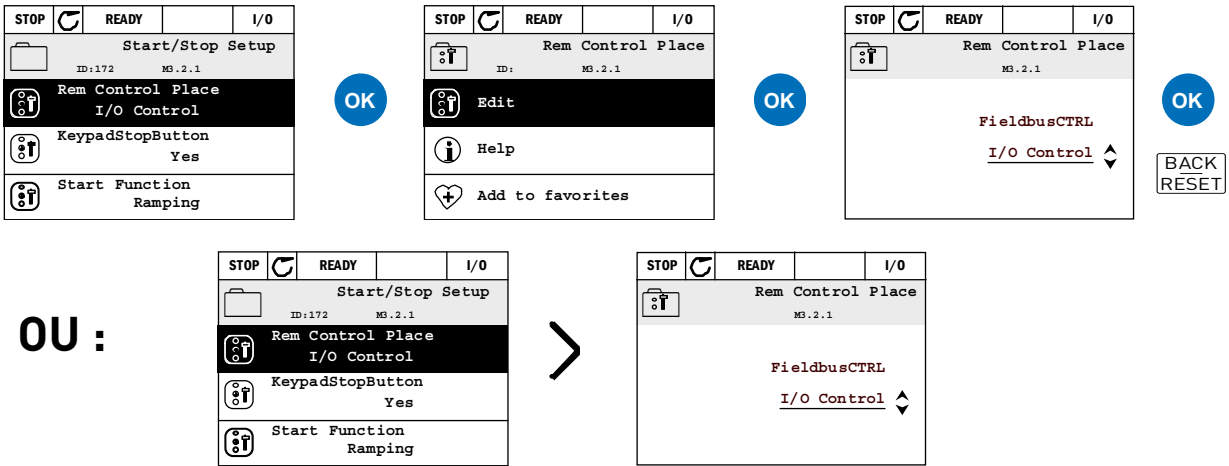 STOP READY I/O
Start/Stop Setup
ID:172 M3.2.1
Rem Control Place
I/O Control
KeypadStopButton
Yes
Start Function
Ramping
OK
STOP READY I/O
Rem Control Place
ID: M3.2.1
Edit
Help
Add to favorites
OK
STOP READY I/O
Rem Control Place
M3.2.1
FieldbusCTRL
I/O Control
OK
BACK
RESET
OU:
STOP READY I/O
Start/Stop Setup
ID:172 M3.2.1
Rem Control Place
I/O Control
KeypadStopButton
Yes
Start Function
Ramping
STOP READY I/O
Rem Control Place
M3.2.1
FieldbusCTRL
I/O Control